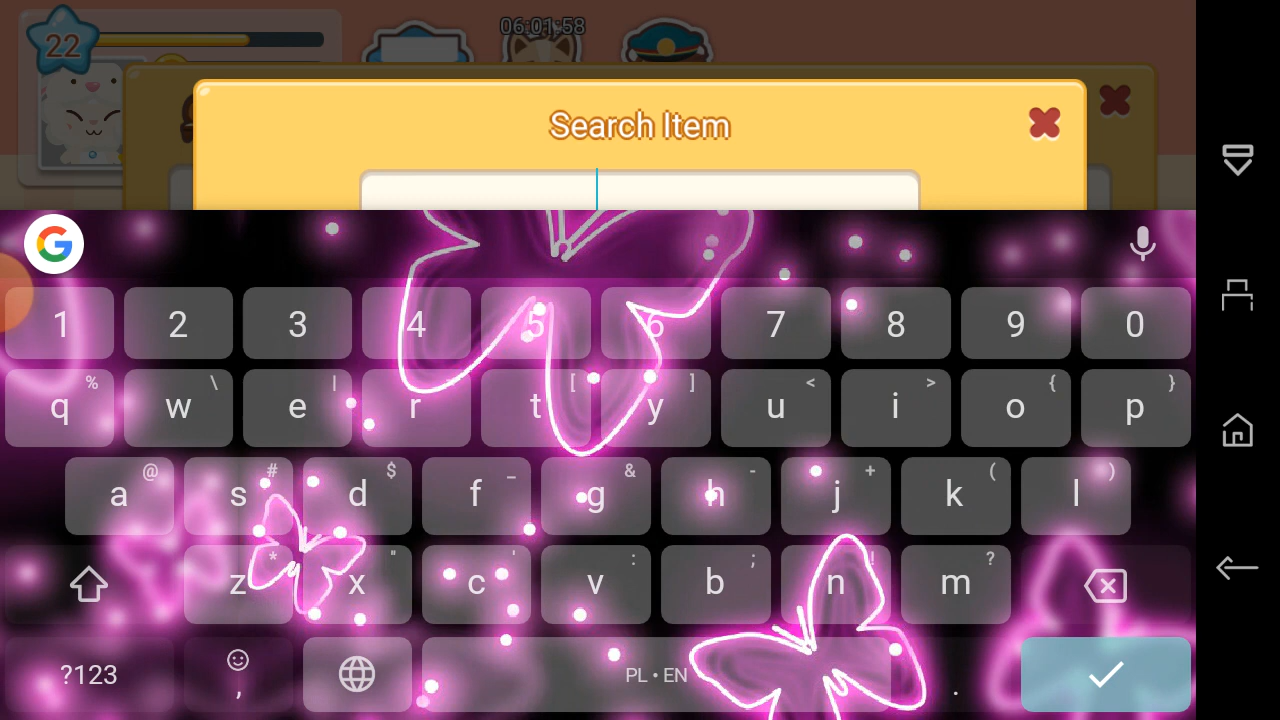 22
06:01:58
Search Item
G
1 2 3 4 5 6 7 8 9 0
% \ | [ ] < > { }
q w e r t y u i o p
@ # $ _ & - + ( )
a s d f g h j k l
* " ' : ; ! ?
z x c v b n m
?123 , PL • EN .